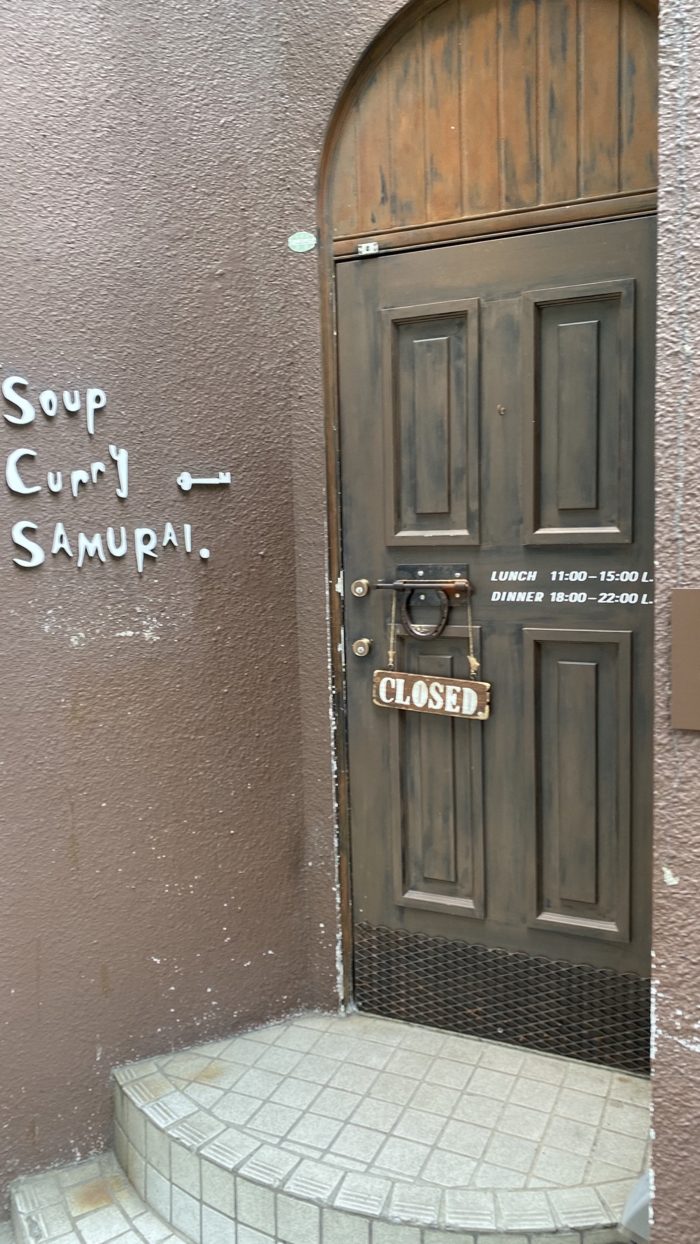 Soup
Curry
SAMURAI.
LUNCH 11:00–15:00 L.
DINNER 18:00–22:00 L.
CLOSED.